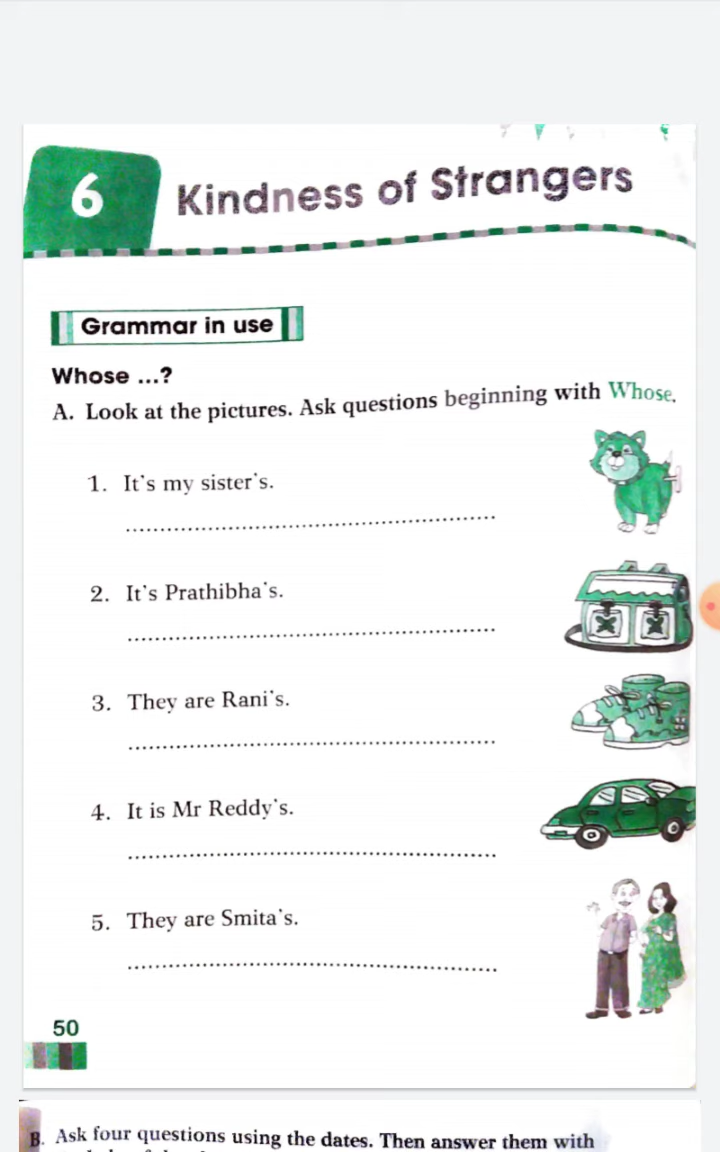 6
Kindness of Strangers
Grammar in use
Whose ...?
A. Look at the pictures. Ask questions beginning with Whose.
1. It's my sister's.
2. It's Prathibha's.
3. They are Rani's.
4. It is Mr Reddy's.
5. They are Smita's.
50
B. Ask four questions using the dates. Then answer them with